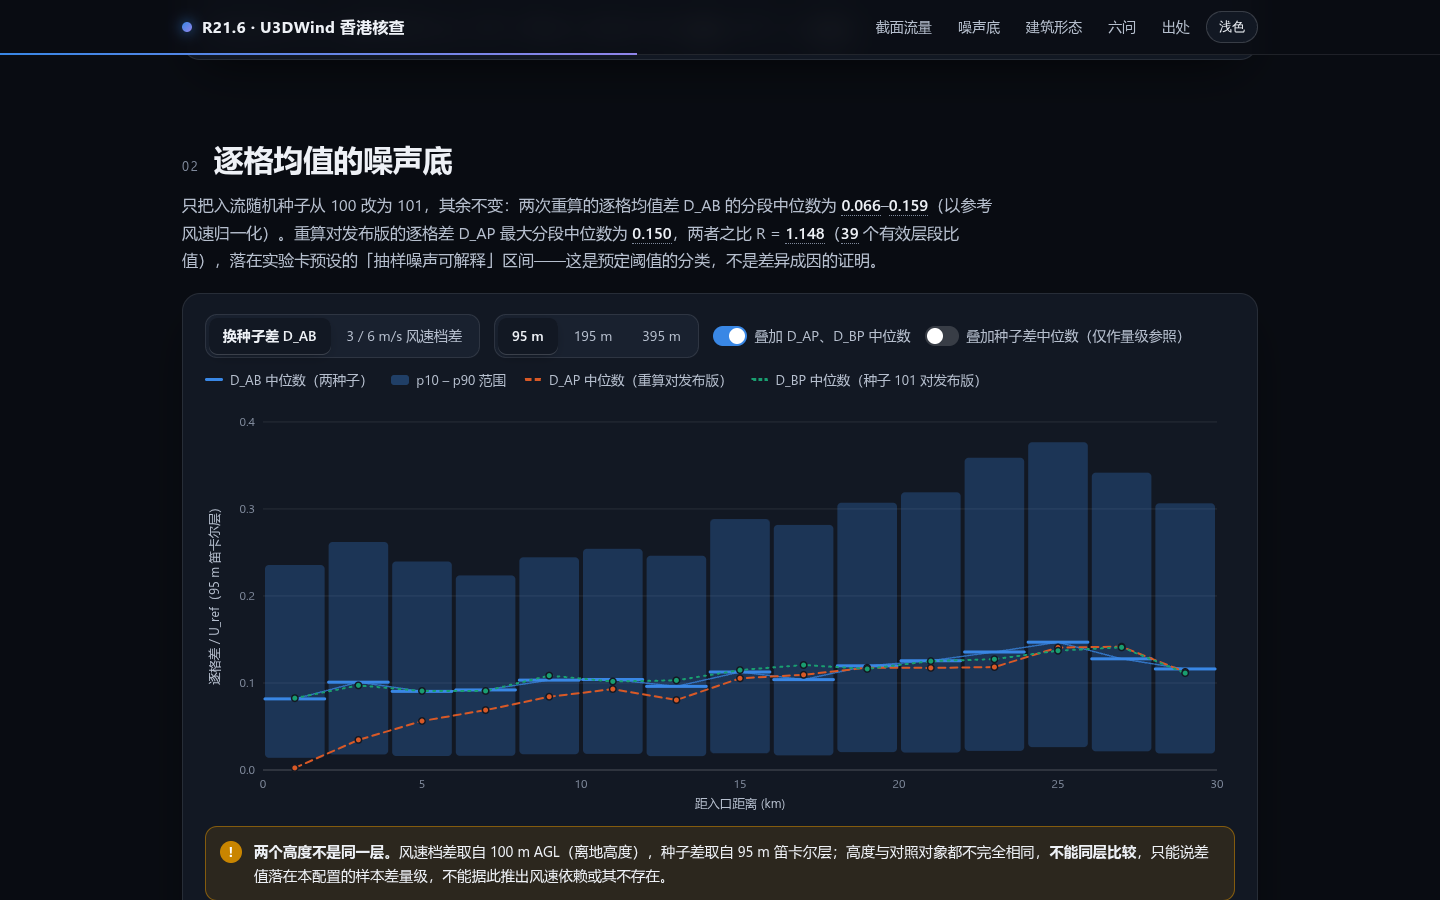 R21.6 · U3DWind 香港核查
截面流量 噪声底 建筑形态 六问 出处 浅色
02 逐格均值的噪声底
只把入流随机种子从 100 改为 101，其余不变：两次重算的逐格均值差 D_AB 的分段中位数为 0.066–0.159（以参考
风速归一化）。重算对发布版的逐格差 D_AP 最大分段中位数为 0.150，两者之比 R = 1.148（39 个有效层段比
值），落在实验卡预设的「抽样噪声可解释」区间——这是预定阈值的分类，不是差异成因的证明。
换种子差 D_AB 3 / 6 m/s 风速档差 95 m 195 m 395 m 叠加 D_AP、D_BP 中位数 叠加种子差中位数（仅作量级参照）
D_AB 中位数（两种子） p10 – p90 范围 D_AP 中位数（重算对发布版） D_BP 中位数（种子 101 对发布版）
逐格差 / U_ref（95 m 笛卡尔层）
0.4
0.3
0.2
0.1
0.0
0 5 10 15 20 25 30
距入口距离 (km)
! 两个高度不是同一层。风速档差取自 100 m AGL（离地高度），种子差取自 95 m 笛卡尔层；高度与对照对象都不完全相同，不能同层比较，只能说差
值落在本配置的样本差量级，不能据此推出风速依赖或其不存在。